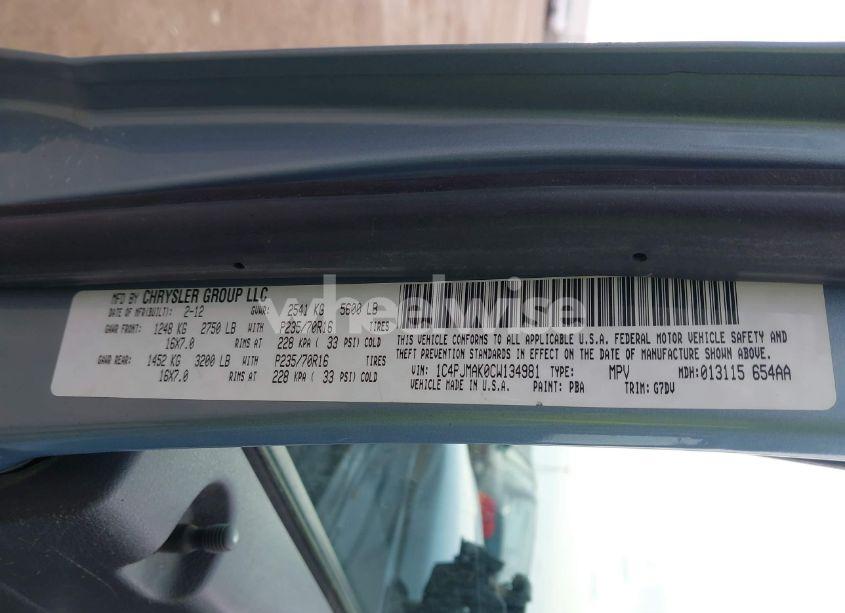 MFD BY CHRYSLER GROUP LLC
DATE OF MFR(BUILT): 2-12 GVWR: 2541 KG 5600 LB
GAWR FRONT: 1248 KG 2750 LB WITH P235/70R16 TIRES
16X7.0 RIMS AT 228 KPA ( 33 PSI) COLD
GAWR REAR: 1452 KG 3200 LB WITH P235/70R16 TIRES
16X7.0 RIMS AT 228 KPA ( 33 PSI) COLD
THIS VEHICLE CONFORMS TO ALL APPLICABLE U.S.A. FEDERAL MOTOR VEHICLE SAFETY AND
THEFT PREVENTION STANDARDS IN EFFECT ON THE DATE OF MANUFACTURE SHOWN ABOVE.
VIN: 1C4PJMAK0CW134981 TYPE: MPV MDH: 013115 654AA
VEHICLE MADE IN U.S.A. PAINT: PBA TRIM: G7DV
wheelwise